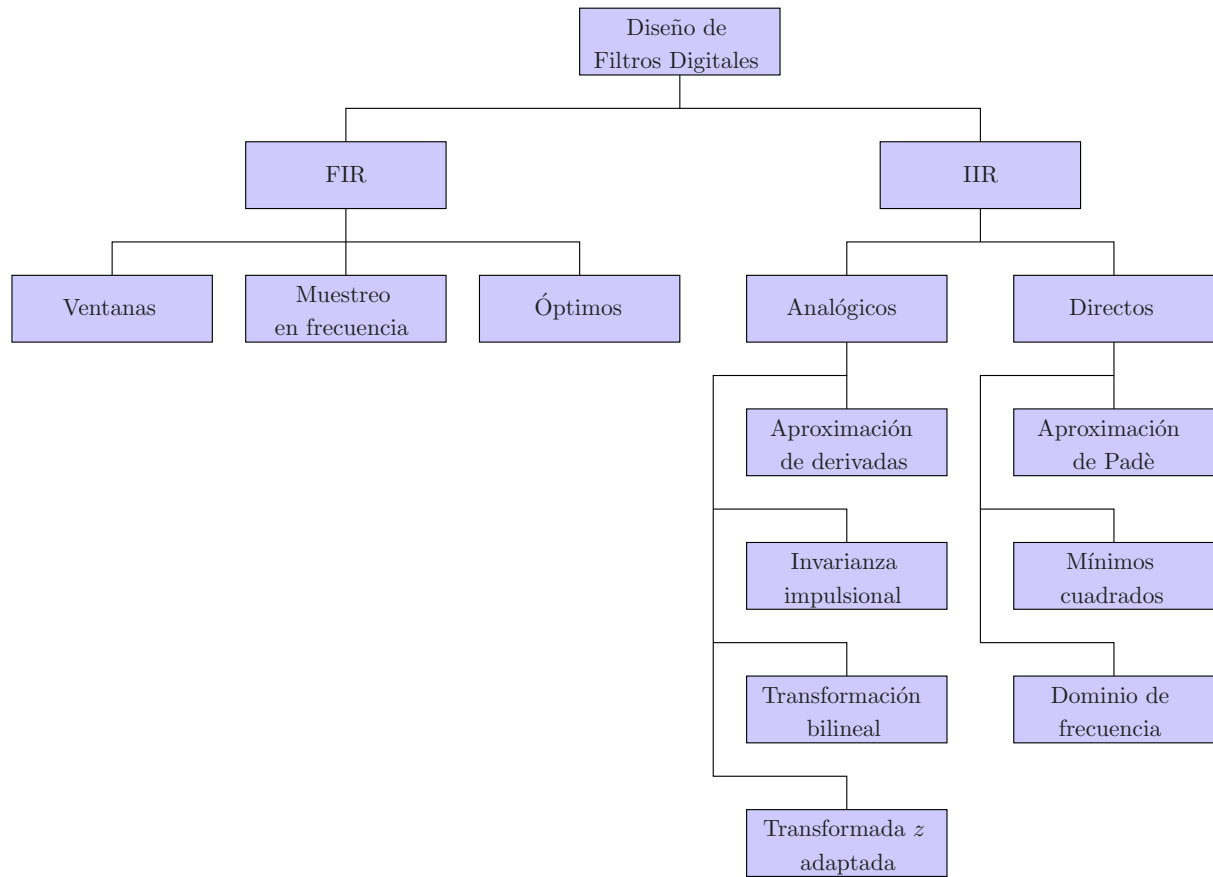 Diseño de
Filtros Digitales
FIR
IIR
Ventanas
Muestreo
en frecuencia
Óptimos
Analógicos
Directos
Aproximación
de derivadas
Aproximación
de Padè
Invarianza
impulsional
Mínimos
cuadrados
Transformación
bilineal
Dominio de
frecuencia
Transformada z
adaptada